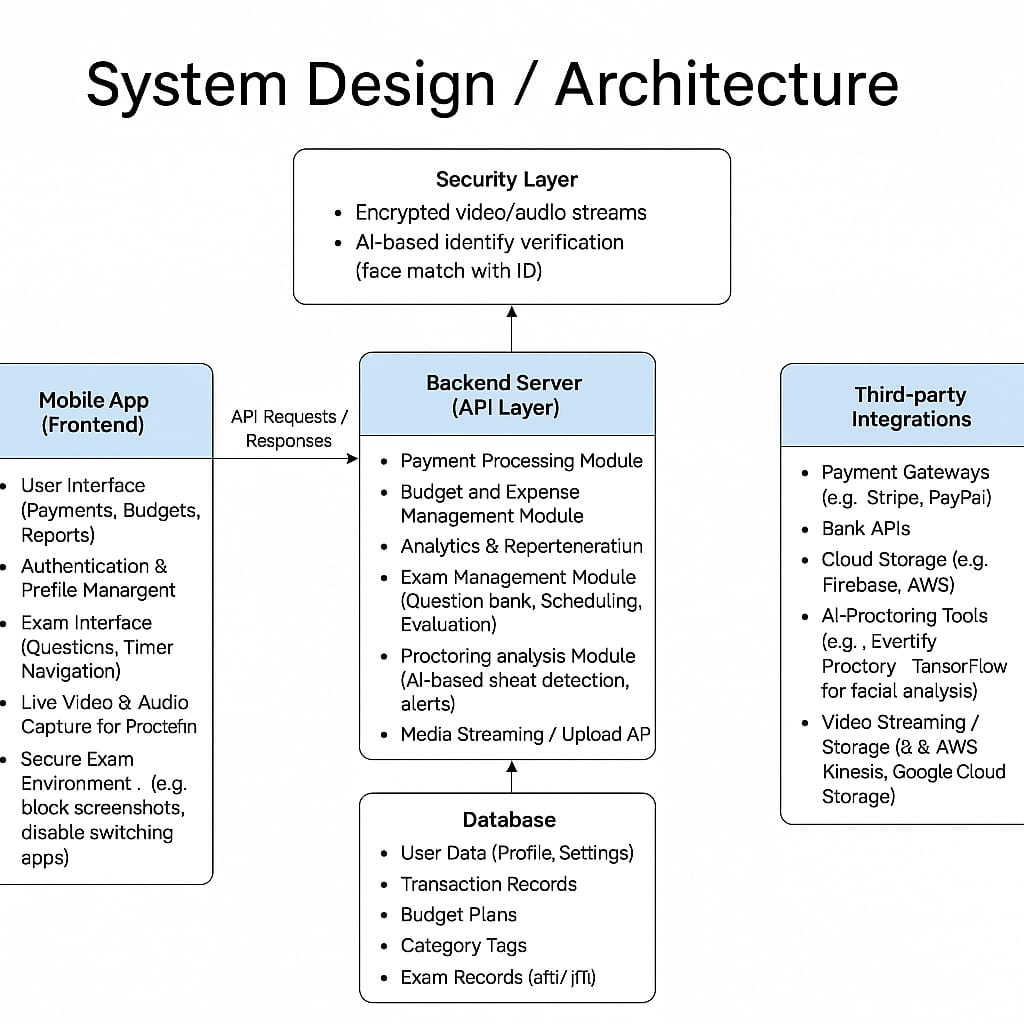 System Design / Architecture
Security Layer
• Encrypted video/audlo streams
• AI-based identify verification
(face match with ID)
Mobile App
(Frontend)
• User Interface
(Payments, Budgets,
Reports)
• Authentication &
Prefile Manargent
• Exam Interface
(Questicns, Timer
Navigation)
• Live Video & Audio
Capture for Proctefin
• Secure Exam
Environment . (e.g.
block screenshots,
disable switching
apps)
API Requests /
Responses
Backend Server
(API Layer)
• Payment Processing Module
• Budget and Expense
Management Module
• Analytics & Reperteneratiun
• Exam Management Module
(Question bank, Scheduling,
Evaluation)
• Proctoring analysis Module
(AI-based sheat detection,
alerts)
• Media Streaming / Upload AP
Database
• User Data (Profile, Settings)
• Transaction Records
• Budget Plans
• Category Tags
• Exam Records
Third-party
Integrations
• Payment Gateways
(e.g. Stripe, PayPai)
• Bank APIs
• Cloud Storage (e.g.
Firebase, AWS)
• AI-Proctoring Tools
(e.g. , Evertify
Proctory TansorFlow
for facial analysis)
• Video Streaming /
Storage (& & AWS
Kinesis, Google Cloud
Storage)